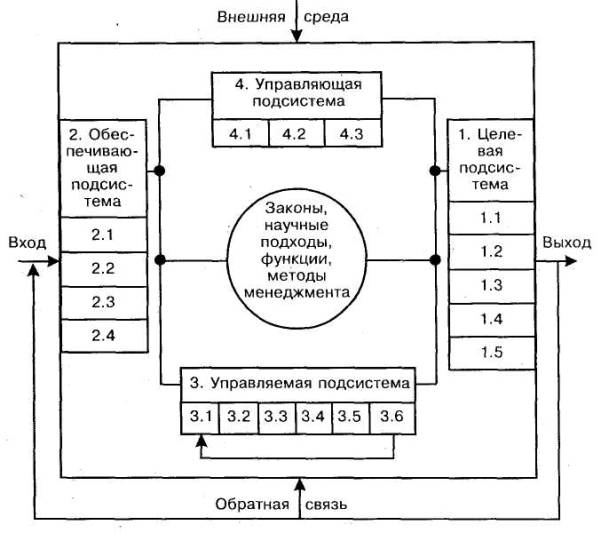 Внешняя среда
4. Управляющая
подсистема
4.1 4.2 4.3
2. Обес-
печиваю-
щая
подсис-
тема
2.1
2.2
2.3
2.4
1. Целе-
вая
подсис-
тема
1.1
1.2
1.3
1.4
1.5
Законы,
научные
подходы,
функции,
методы
менеджмента
Вход
Выход
3. Управляемая подсистема
3.1 3.2 3.3 3.4 3.5 3.6
Обратная связь